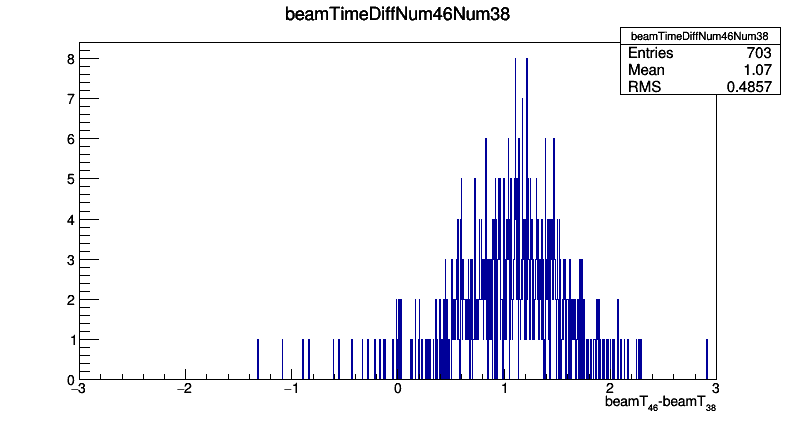 beamTimeDiffNum46Num38
beamTimeDiffNum46Num38
Entries 703
Mean 1.07
RMS 0.4857
8
7
6
5
4
3
2
1
0
−3 −2 −1 0 1 2 3
beamT46-beamT38